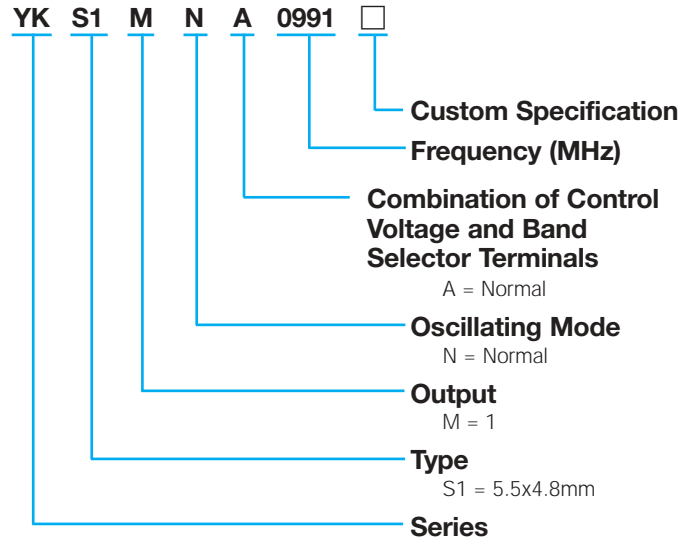 YK S1 M N A 0991 □
Custom Specification
Frequency (MHz)
Combination of Control
Voltage and Band
Selector Terminals
A = Normal
Oscillating Mode
N = Normal
Output
M = 1
Type
S1 = 5.5x4.8mm
Series